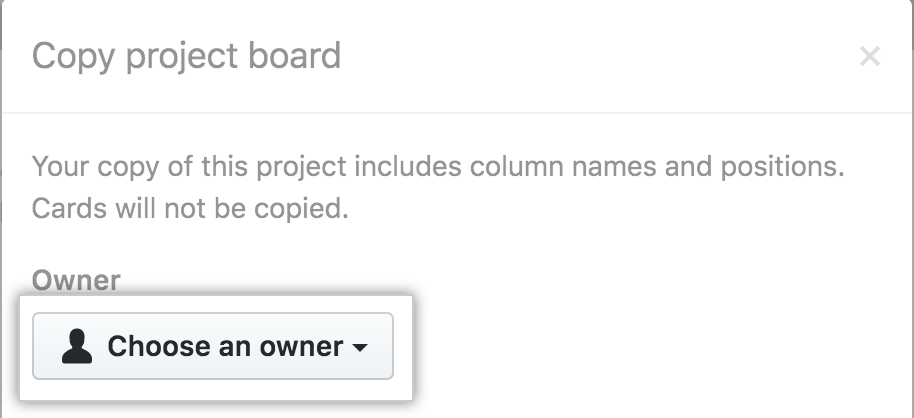 Copy project board
Your copy of this project includes column names and positions.
Cards will not be copied.
Owner
Choose an owner